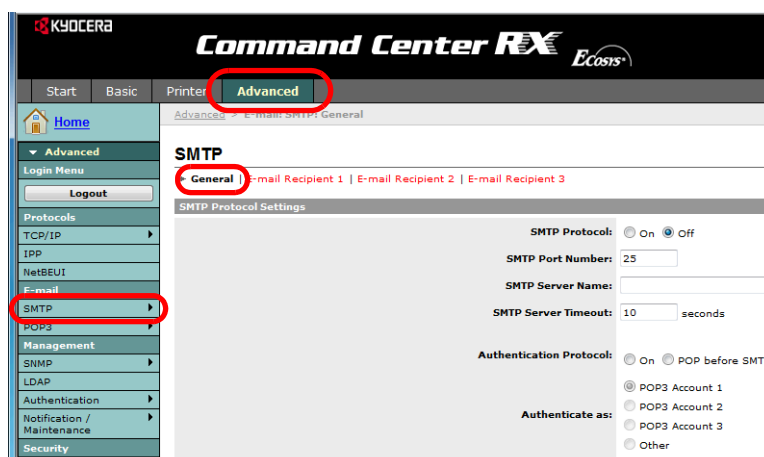 KYOCERA
Command Center RX Ecosys
Start Basic Printer Advanced
Home
Advanced > E-mail: SMTP: General
Advanced
Login Menu
Logout
Protocols
TCP/IP
IPP
NetBEUI
E-mail
SMTP
POP3
Management
SNMP
LDAP
Authentication
Notification /
Maintenance
Security
SMTP
General | E-mail Recipient 1 | E-mail Recipient 2 | E-mail Recipient 3
SMTP Protocol Settings
SMTP Protocol: On Off
SMTP Port Number: 25
SMTP Server Name:
SMTP Server Timeout: 10 seconds
Authentication Protocol: On POP before SMT
Authenticate as: POP3 Account 1
POP3 Account 2
POP3 Account 3
Other